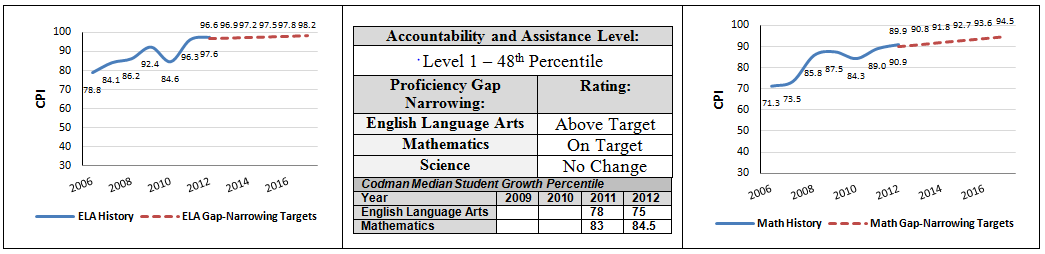 96.6 96.9 97.2 97.5 97.8 98.2
100
90
80
70
60
50
40
30
CPI
78.8
84.1
86.2
92.4
84.6
96.3
97.6
2006 2008 2010 2012 2014 2016
ELA History ELA Gap-Narrowing Targets
Accountability and Assistance Level:
Level 1 – 48th Percentile
Proficiency Gap Narrowing: Rating:
English Language Arts Above Target
Mathematics On Target
Science No Change
Codman Median Student Growth Percentile
Year 2009 2010 2011 2012
English Language Arts 78 75
Mathematics 83 84.5
89.9 90.8 91.8 92.7 93.6 94.5
100
90
80
70
60
50
40
30
CPI
71.3
73.5
85.8
87.5
84.3
89.0
90.9
2006 2008 2010 2012 2014 2016
Math History Math Gap-Narrowing Targets